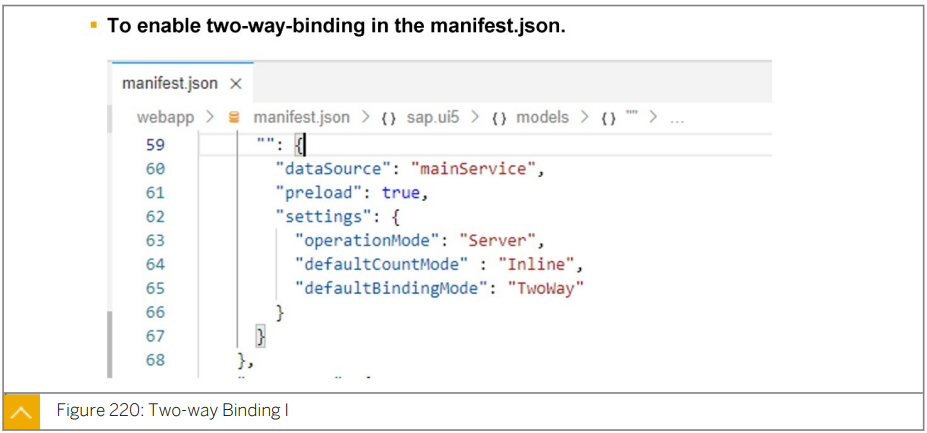 To enable two-way-binding in the manifest.json.
manifest.json ×
webapp > manifest.json > {} sap.ui5 > {} models > {} "" > ...
59 "": {
60 "dataSource": "mainService",
61 "preload": true,
62 "settings": {
63 "operationMode": "Server",
64 "defaultCountMode" : "Inline",
65 "defaultBindingMode": "TwoWay"
66 }
67 }
68 },
Figure 220: Two-way Binding I